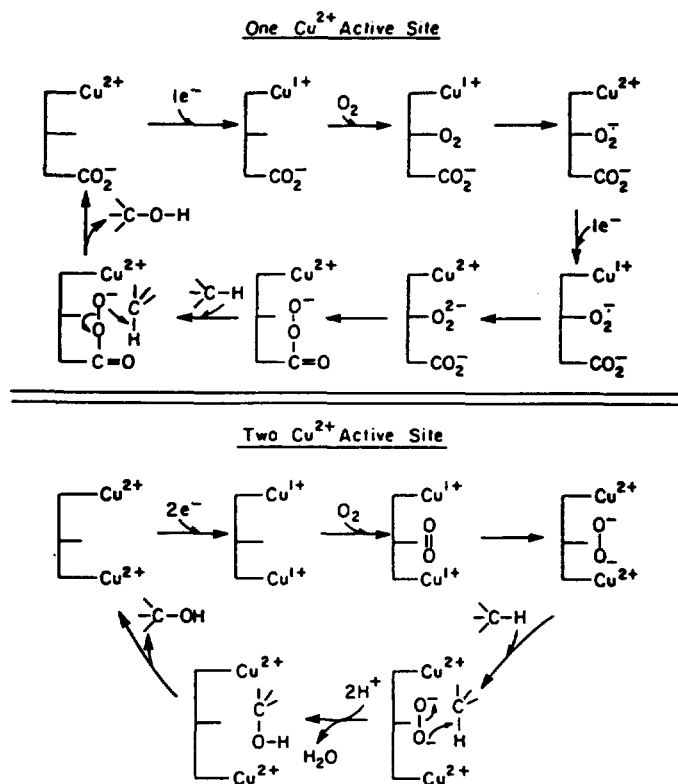 One Cu²⁺ Active Site
Cu²⁺ 1e⁻ Cu¹⁺ O₂ Cu¹⁺ Cu²⁺
O₂ O₂⁻
CO₂⁻ CO₂⁻ CO₂⁻ CO₂⁻
C-O-H 1e⁻
Cu²⁺ Cu²⁺ Cu²⁺ Cu¹⁺
O⁻ C C-H O⁻ O₂²⁻ O₂⁻
O H O
C=O C=O CO₂⁻ CO₂⁻
Two Cu²⁺ Active Site
Cu²⁺ 2e⁻ Cu¹⁺ O₂ Cu¹⁺ Cu²⁺
O O⁻
O O⁻
Cu²⁺ Cu¹⁺ Cu¹⁺ Cu²⁺
C-OH C-H
Cu²⁺ Cu²⁺
C 2H⁺ O⁻ C
O-H H₂O O⁻ H
Cu²⁺ Cu²⁺